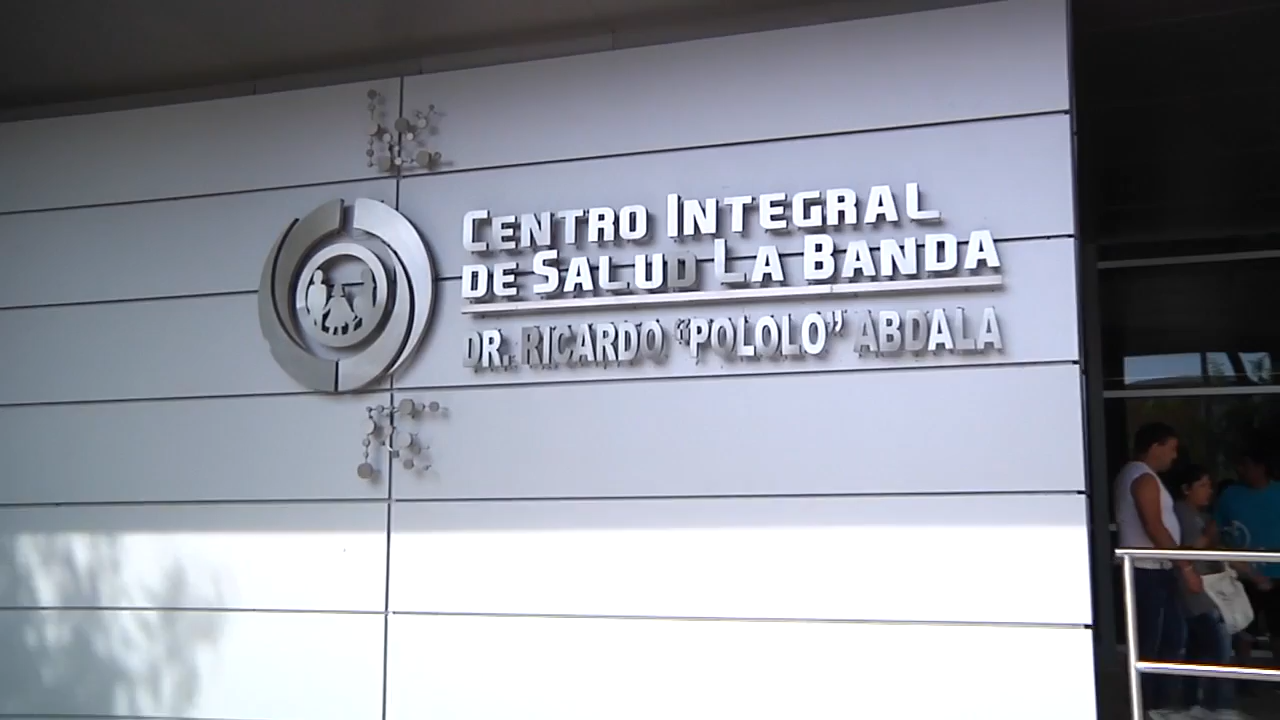 CENTRO INTEGRAL
DE SALUD LA BANDA
DR. RICARDO "POLOLO" ABDALA